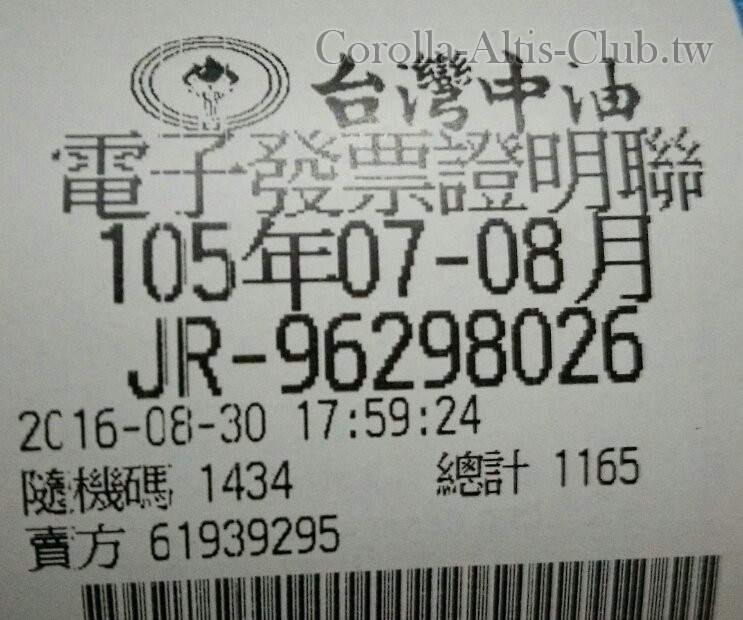 Corolla-Altis-Club.tw
台灣中油
電子發票證明聯
105年07-08月
JR-96298026
2016-08-30 17:59:24
隨機碼 1434 總計 1165
賣方 61939295